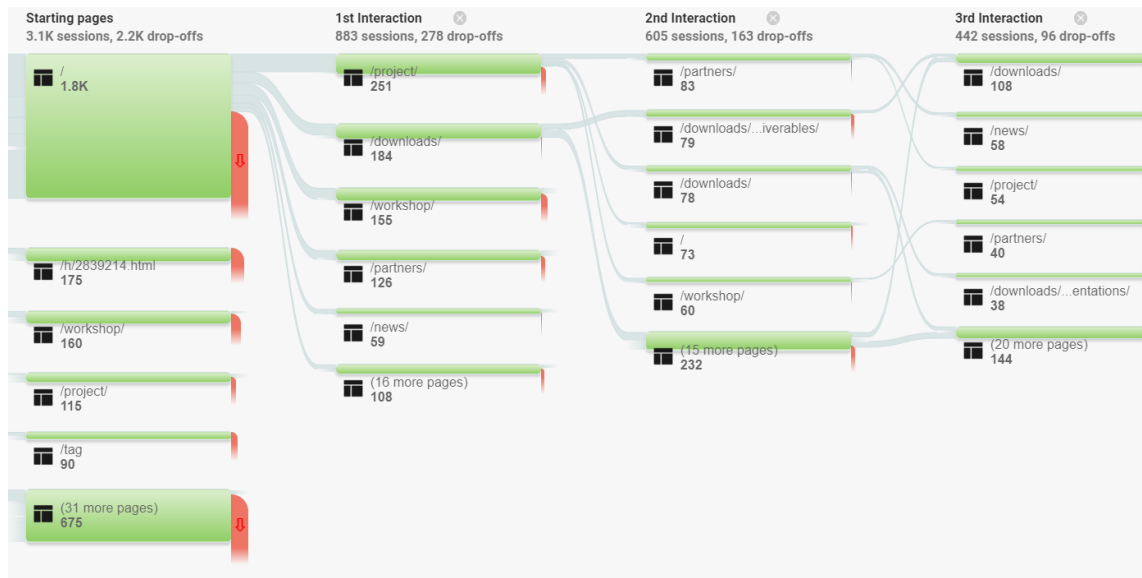 Starting pages
3.1K sessions, 2.2K drop-offs
/
1.8K
/h/2839214.html
175
/workshop/
160
/project/
115
/tag
90
(31 more pages)
675
1st Interaction
883 sessions, 278 drop-offs
/project/
251
/downloads/
184
/workshop/
155
/partners/
126
/news/
59
(16 more pages)
108
2nd Interaction
605 sessions, 163 drop-offs
/partners/
83
/downloads/...iverables/
79
/downloads/
78
/
73
/workshop/
60
(15 more pages)
232
3rd Interaction
442 sessions, 96 drop-offs
/downloads/
108
/news/
58
/project/
54
/partners/
40
/downloads/...entations/
38
(20 more pages)
144